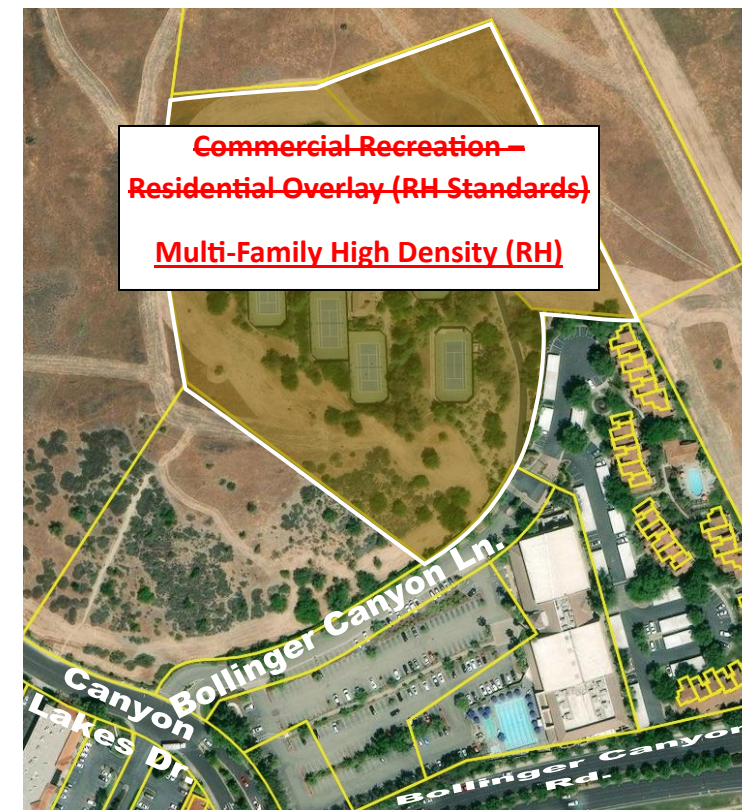 Commercial Recreation –
Residential Overlay (RH Standards)
Multi-Family High Density (RH)
Bollinger Canyon Ln.
Canyon
Lakes Dr.
Bollinger Canyon
Rd.